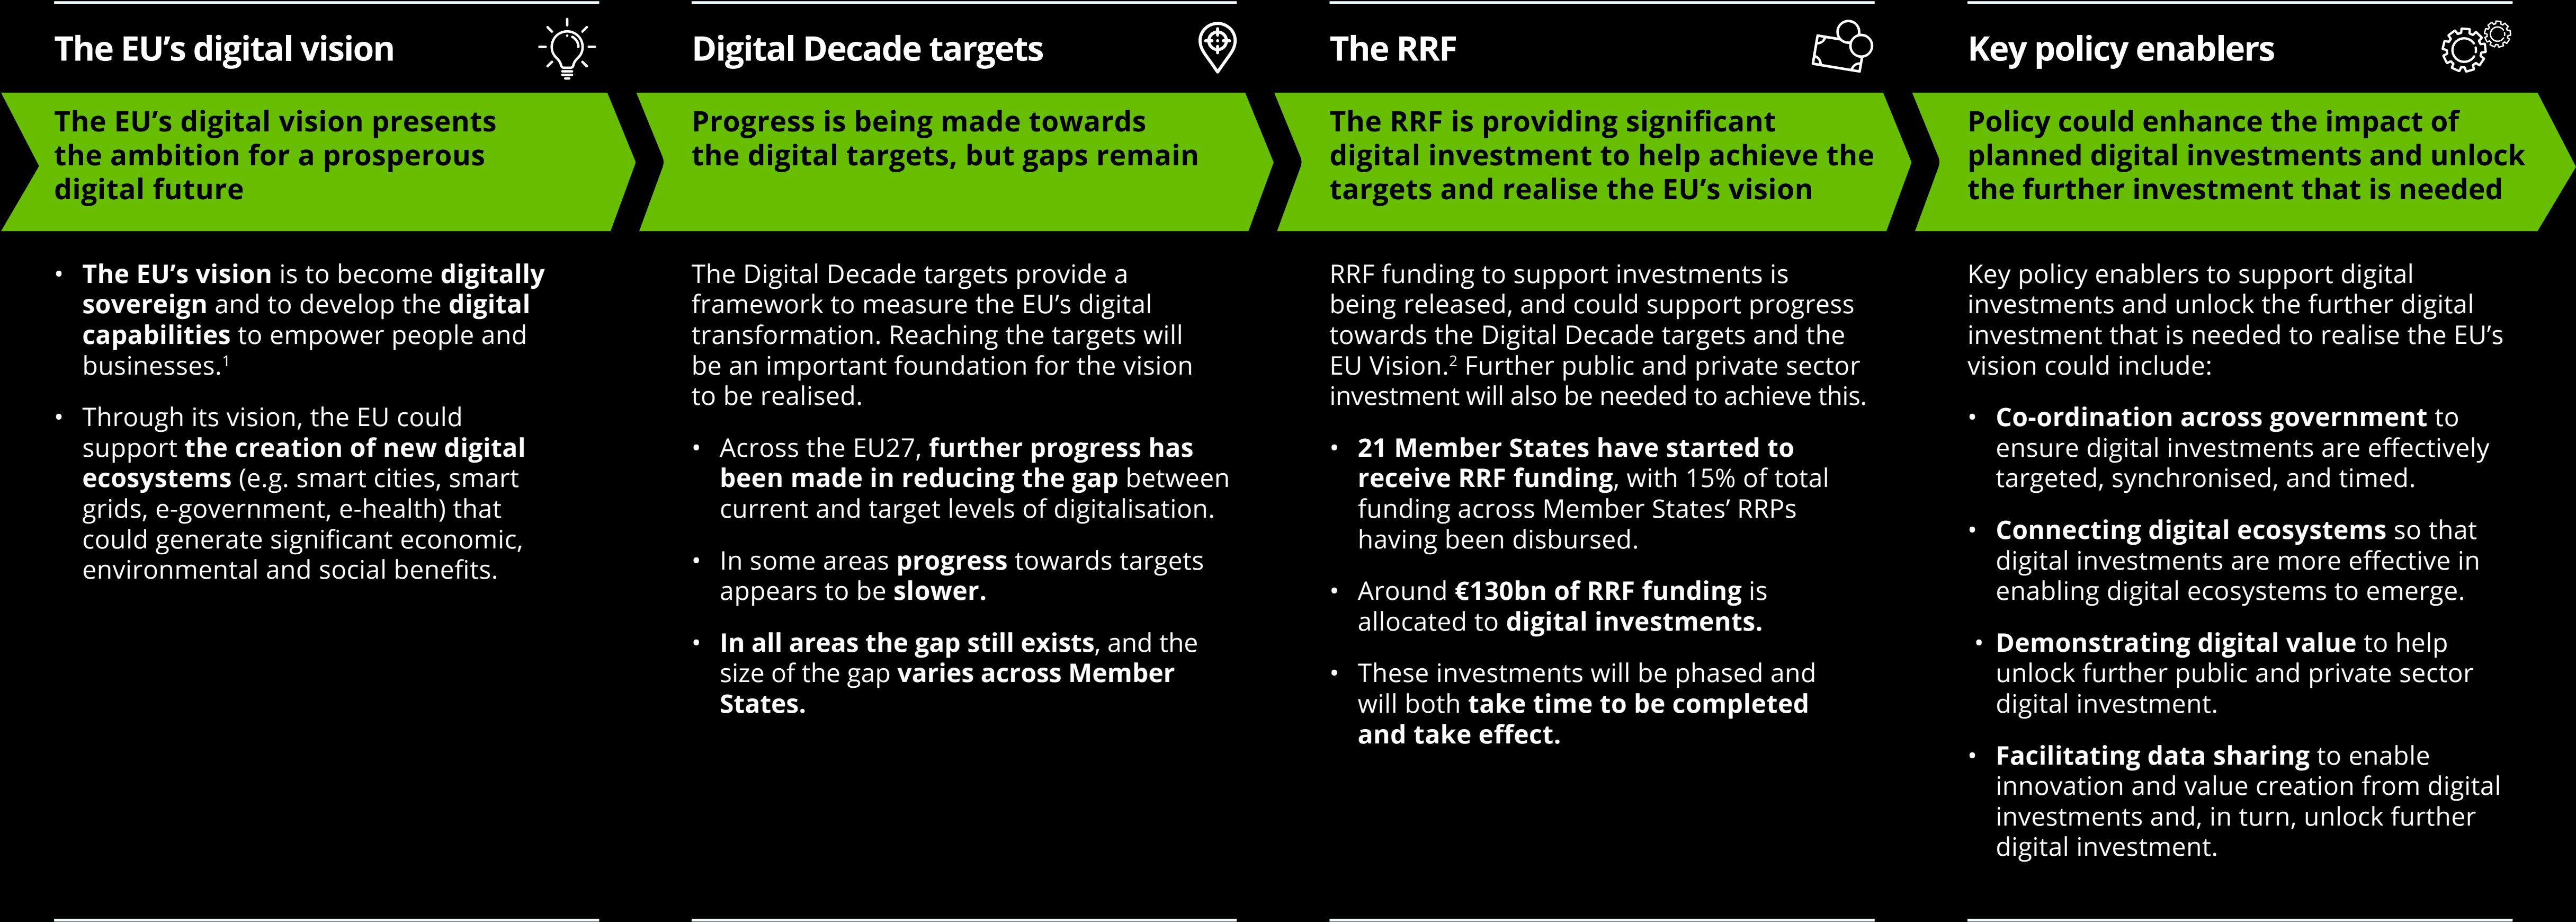 The EU's digital vision
The EU's digital vision presents
the ambition for a prosperous
digital future
• The EU's vision is to become digitally
sovereign and to develop the digital
capabilities to empower people and
businesses.1
• Through its vision, the EU could
support the creation of new digital
ecosystems (e.g. smart cities, smart
grids, e-government, e-health) that
could generate significant economic,
environmental and social benefits.
Digital Decade targets
Progress is being made towards
the digital targets, but gaps remain
The Digital Decade targets provide a
framework to measure the EU's digital
transformation. Reaching the targets will
be an important foundation for the vision
to be realised.
• Across the EU27, further progress has
been made in reducing the gap between
current and target levels of digitalisation.
• In some areas progress towards targets
appears to be slower.
• In all areas the gap still exists, and the
size of the gap varies across Member
States.
The RRF
The RRF is providing significant
digital investment to help achieve the
targets and realise the EU's vision
RRF funding to support investments is
being released, and could support progress
towards the Digital Decade targets and the
EU Vision.2 Further public and private sector
investment will also be needed to achieve this.
• 21 Member States have started to
receive RRF funding, with 15% of total
funding across Member States' RRPs
having been disbursed.
• Around €130bn of RRF funding is
allocated to digital investments.
• These investments will be phased and
will both take time to be completed
and take effect.
Key policy enablers
Policy could enhance the impact of
planned digital investments and unlock
the further investment that is needed
Key policy enablers to support digital
investments and unlock the further digital
investment that is needed to realise the EU's
vision could include:
• Co-ordination across government to
ensure digital investments are effectively
targeted, synchronised, and timed.
• Connecting digital ecosystems so that
digital investments are more effective in
enabling digital ecosystems to emerge.
• Demonstrating digital value to help
unlock further public and private sector
digital investment.
• Facilitating data sharing to enable
innovation and value creation from digital
investments and, in turn, unlock further
digital investment.